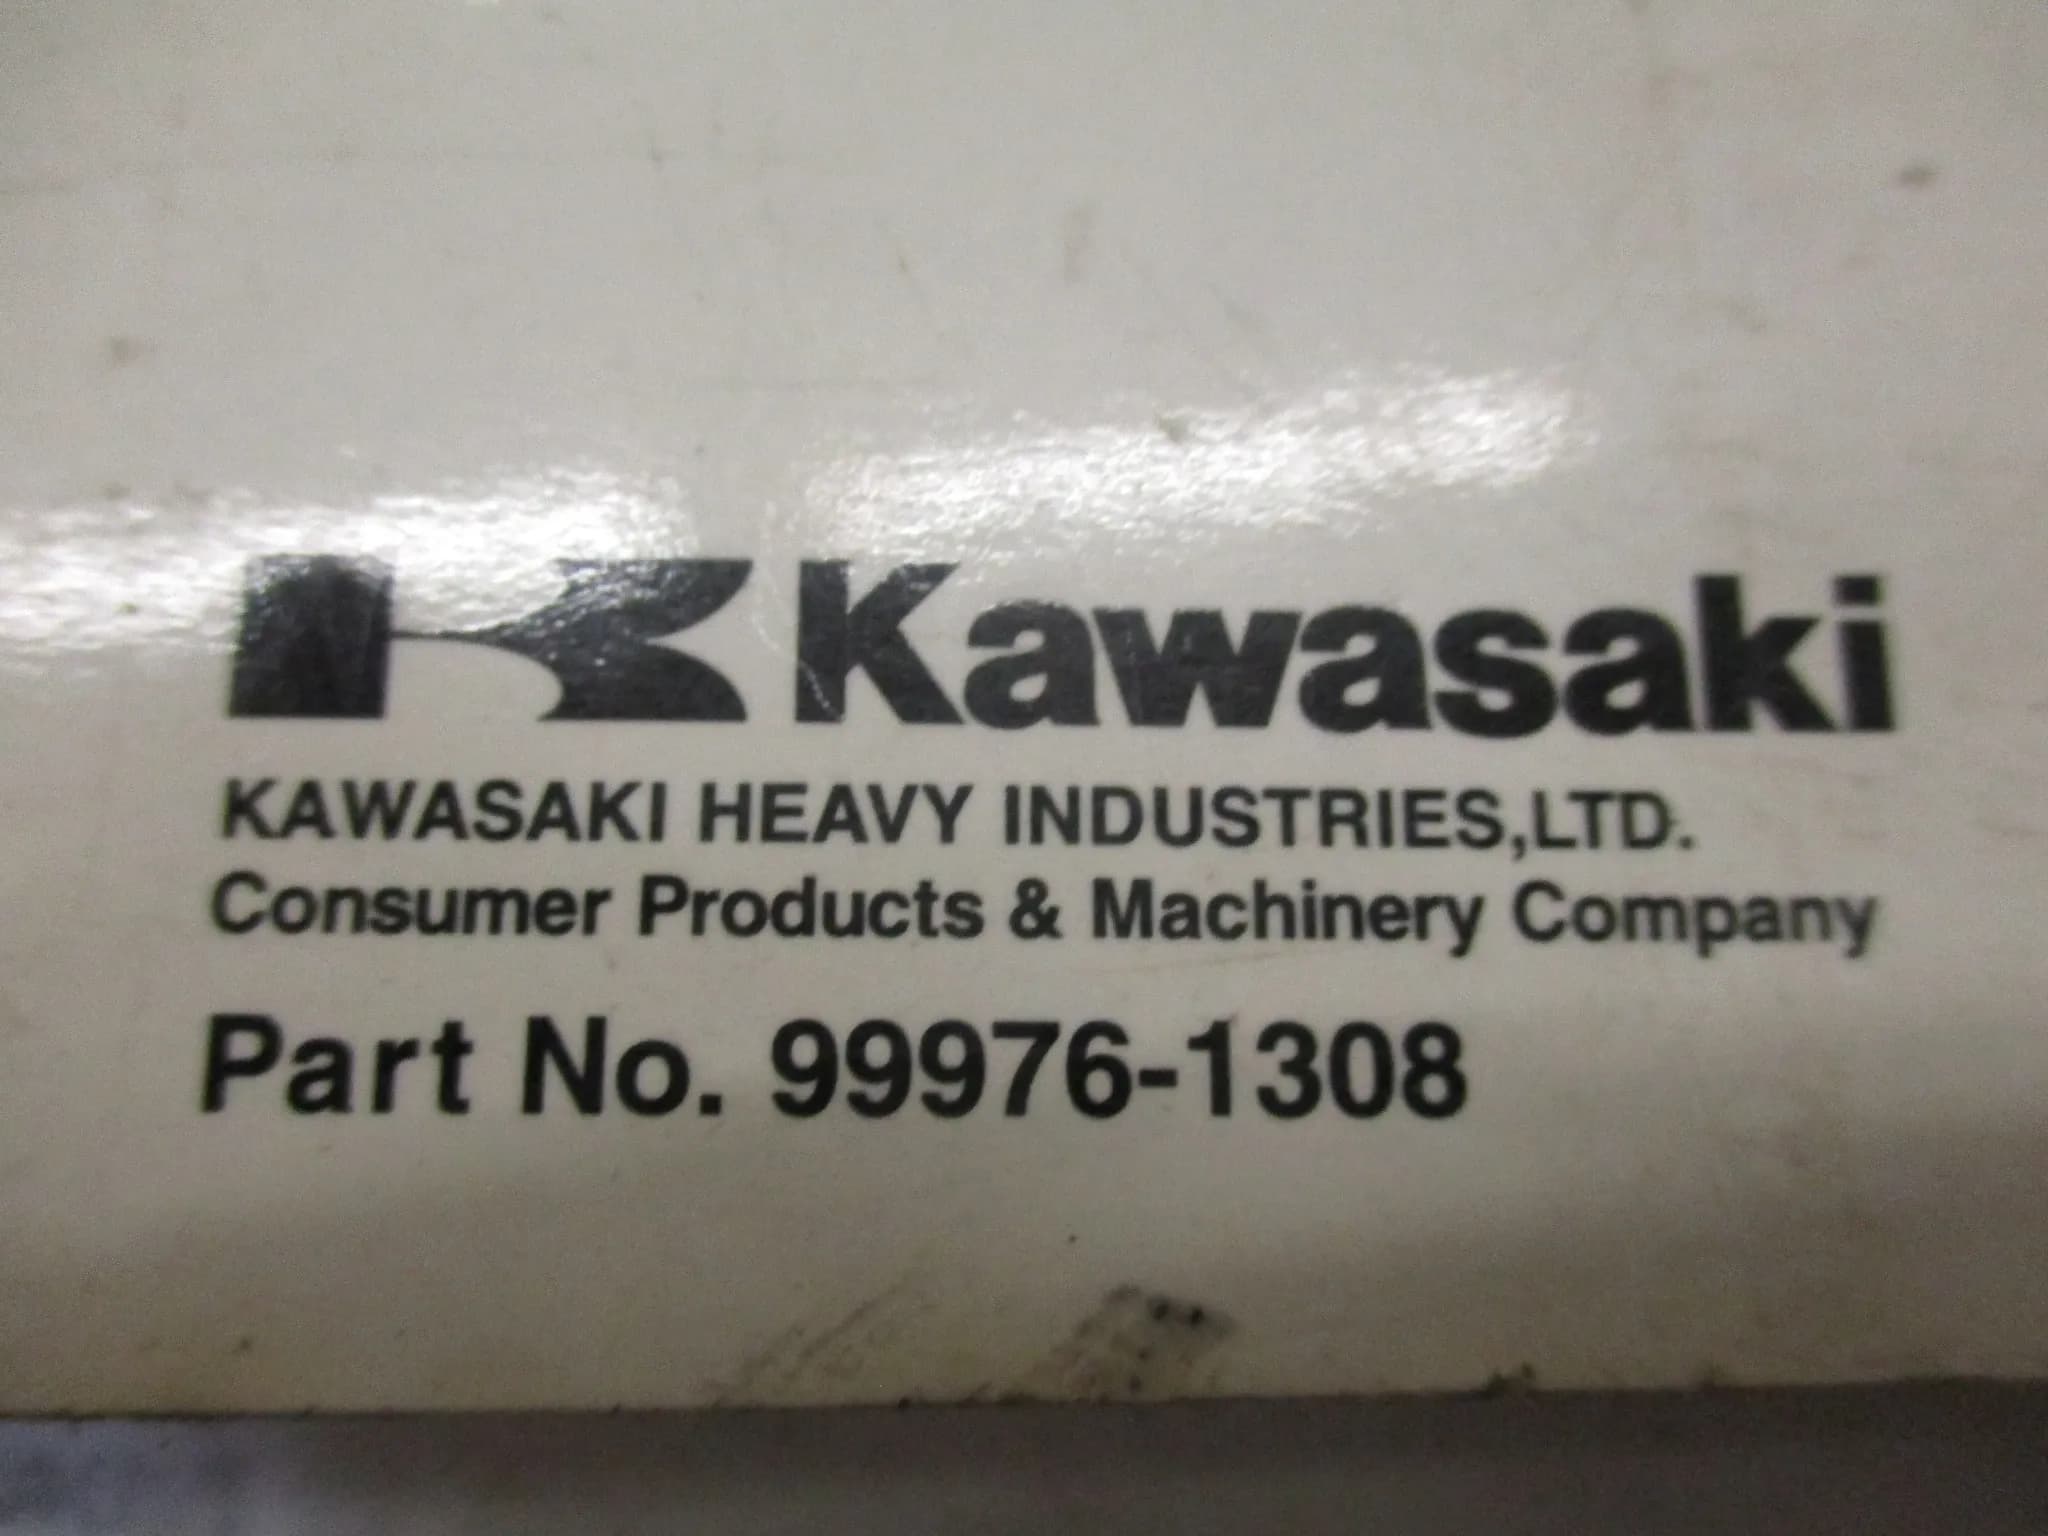 Kawasaki
KAWASAKI HEAVY INDUSTRIES,LTD.
Consumer Products & Machinery Company
Part No. 99976-1308